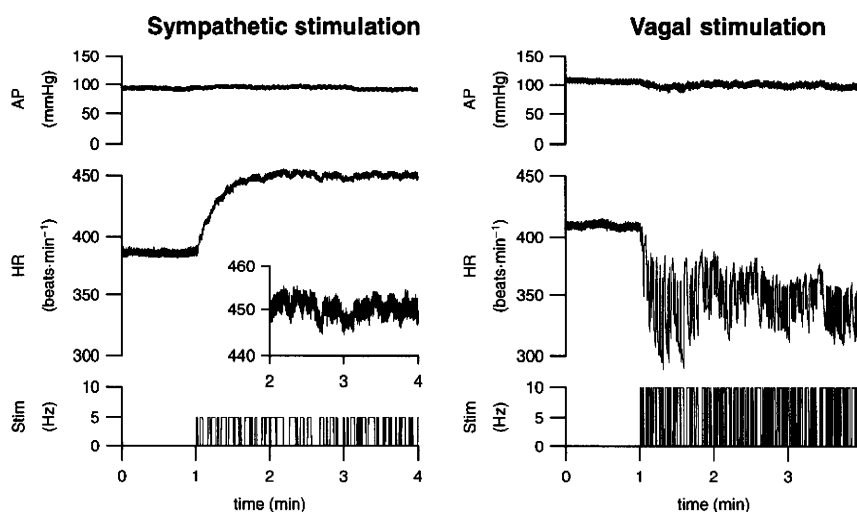 Sympathetic stimulation
AP
(mmHg)
150
100
50
0
HR
(beats·min⁻¹)
450
400
350
300
460
450
440
2
3
4
Stim
(Hz)
10
5
0
0
1
2
3
4
time (min)
Vagal stimulation
AP
(mmHg)
150
100
50
0
HR
(beats·min⁻¹)
450
400
350
300
Stim
(Hz)
10
5
0
0
1
2
3
time (min)